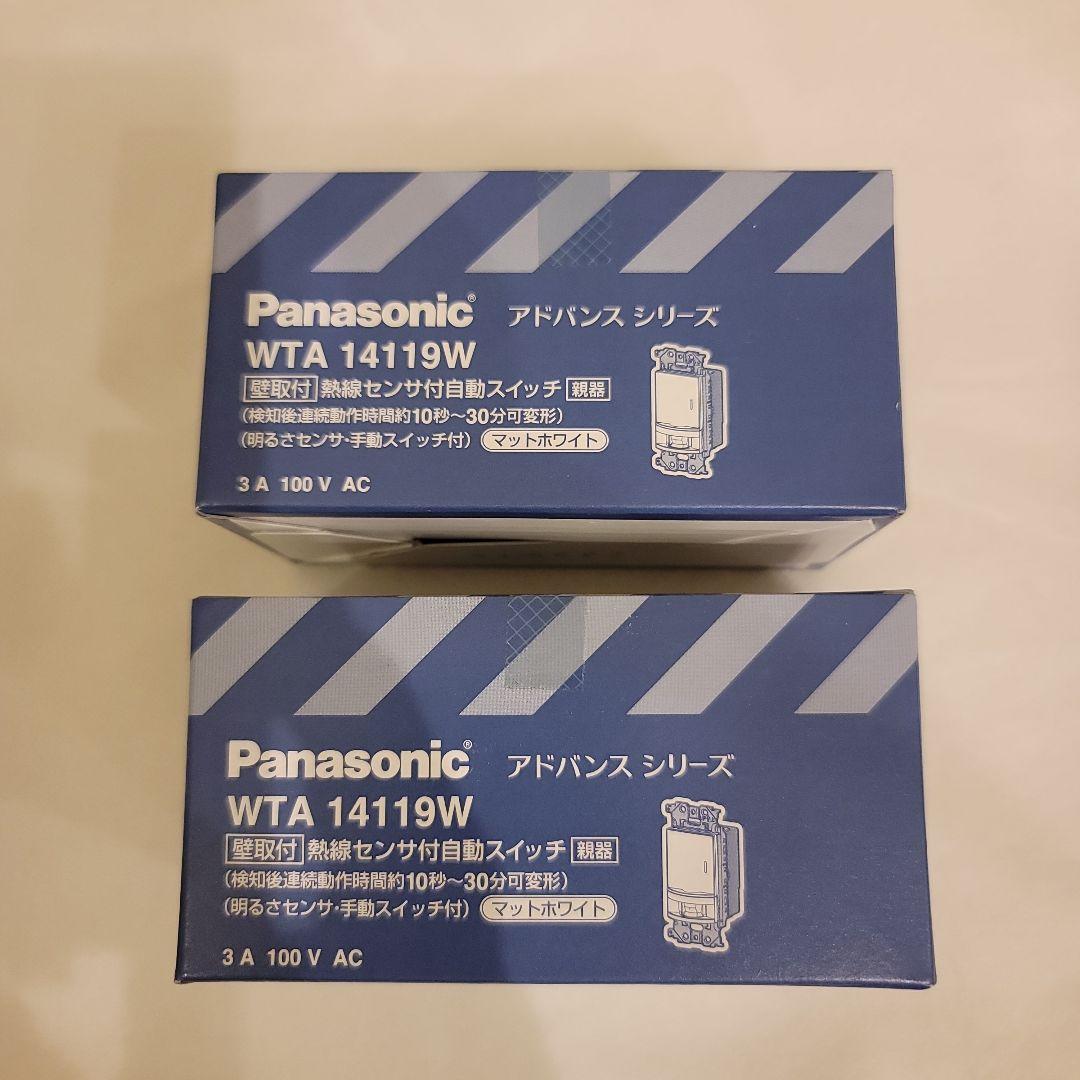 Panasonic® アドバンス シリーズ
WTA 14119W
壁取付 熱線センサ付自動スイッチ 親器
(検知後連続動作時間約10秒~30分可変形)
(明るさセンサ・手動スイッチ付) マットホワイト
3 A 100 V AC
Panasonic® アドバンス シリーズ
WTA 14119W
壁取付 熱線センサ付自動スイッチ 親器
(検知後連続動作時間約10秒~30分可変形)
(明るさセンサ・手動スイッチ付) マットホワイト
3 A 100 V AC